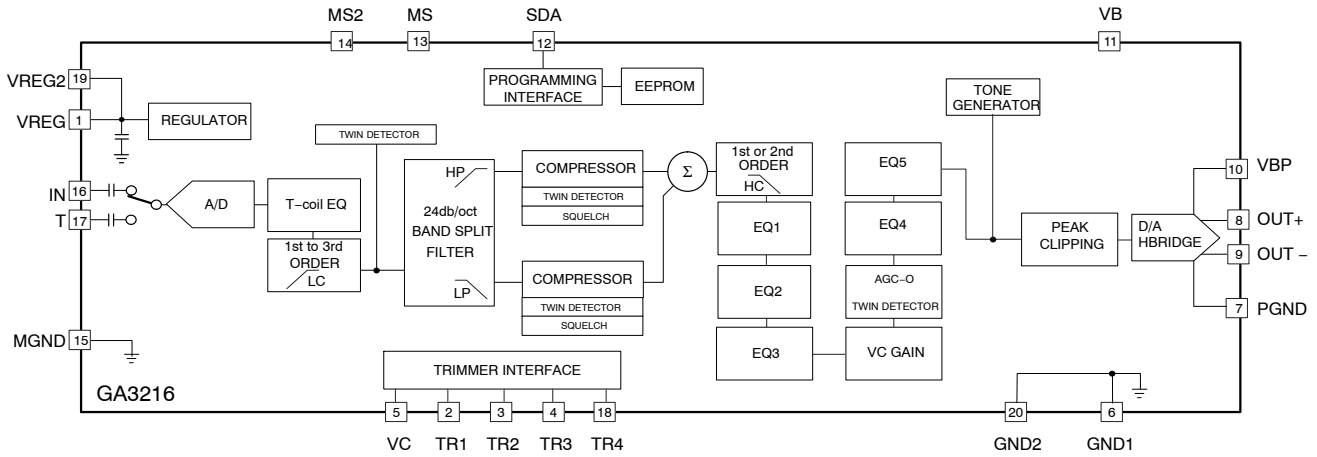 MS2
MS
SDA
VB
14
13
12
11
VREG2
19
VREG
1
REGULATOR
PROGRAMMING
INTERFACE
EEPROM
TONE
GENERATOR
TWIN DETECTOR
IN
16
T
17
A/D
T-coil EQ
1st to 3rd
ORDER
LC
HP
24db/oct
BAND SPLIT
FILTER
LP
COMPRESSOR
TWIN DETECTOR
SQUELCH
COMPRESSOR
TWIN DETECTOR
SQUELCH
Σ
1st or 2nd
ORDER
HC
EQ1
EQ2
EQ3
EQ5
EQ4
AGC-O
TWIN DETECTOR
VC GAIN
PEAK
CLIPPING
D/A
HBRIDGE
10
VBP
8
OUT+
9
OUT -
7
PGND
MGND
15
GA3216
TRIMMER INTERFACE
5
2
3
4
18
20
6
VC
TR1
TR2
TR3
TR4
GND2
GND1